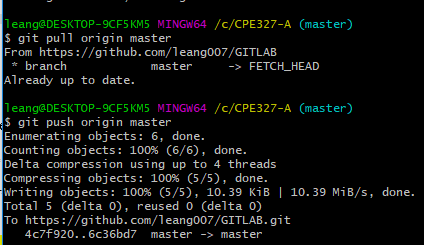 leang@DESKTOP-9CF5KM5 MINGW64 /c/CPE327-A (master)
$ git pull origin master
From https://github.com/leang007/GITLAB
 * branch            master     -> FETCH_HEAD
Already up to date.

leang@DESKTOP-9CF5KM5 MINGW64 /c/CPE327-A (master)
$ git push origin master
Enumerating objects: 6, done.
Counting objects: 100% (6/6), done.
Delta compression using up to 4 threads
Compressing objects: 100% (5/5), done.
Writing objects: 100% (5/5), 10.39 KiB | 10.39 MiB/s, done.
Total 5 (delta 0), reused 0 (delta 0)
To https://github.com/leang007/GITLAB.git
   4c7f920..6c36bd7  master -> master